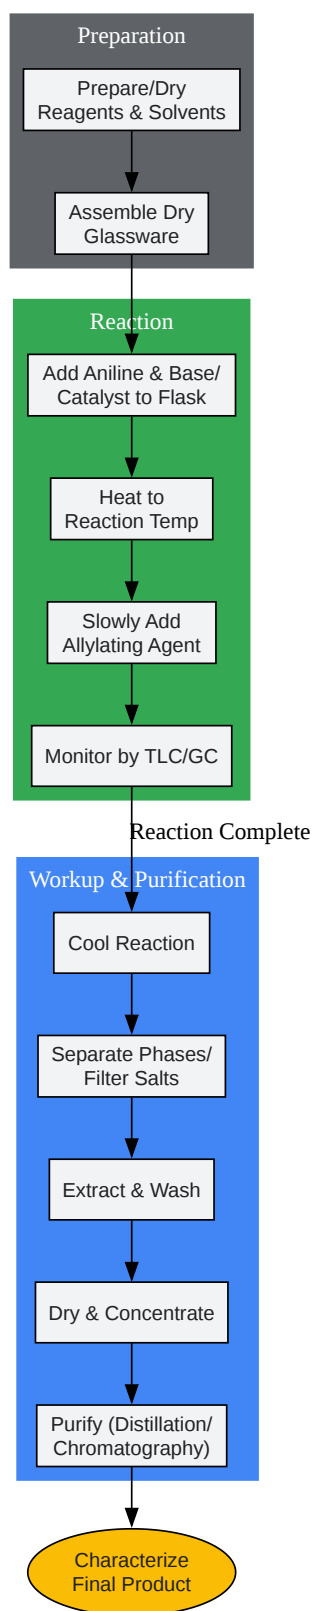 Preparation
Prepare/Dry
Reagents & Solvents
Assemble Dry
Glassware
Reaction
Add Aniline & Base/
Catalyst to Flask
Heat to
Reaction Temp
Slowly Add
Allylating Agent
Monitor by TLC/GC
Reaction Complete
Workup & Purification
Cool Reaction
Separate Phases/
Filter Salts
Extract & Wash
Dry & Concentrate
Purify (Distillation/
Chromatography)
Characterize
Final Product